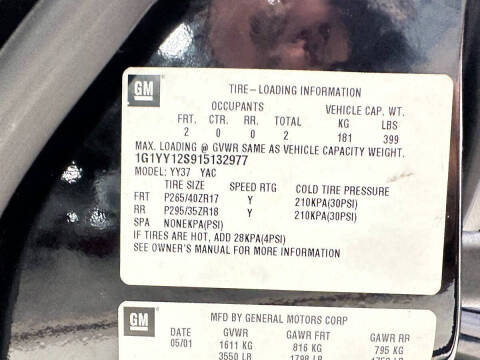 GM
TIRE-LOADING INFORMATION
OCCUPANTS VEHICLE CAP. WT.
FRT. CTR. RR. TOTAL KG LBS
2 0 0 2 181 399
MAX. LOADING @ GVWR SAME AS VEHICLE CAPACITY WEIGHT.
1G1YY12S915132977
MODEL: YY37 YAC
TIRE SIZE SPEED RTG COLD TIRE PRESSURE
FRT P265/40ZR17 Y 210KPA(30PSI)
RR P295/35ZR18 Y 210KPA(30PSI)
SPA NONEKPA(PSI)
IF TIRES ARE HOT, ADD 28KPA(4PSI)
SEE OWNER'S MANUAL FOR MORE INFORMATION
GM
MFD BY GENERAL MOTORS CORP
DATE GVWR GAWR FRT GAWR RR
05/01 1611 KG 816 KG 795 KG
3550 LB 1798 LB 1752 LB